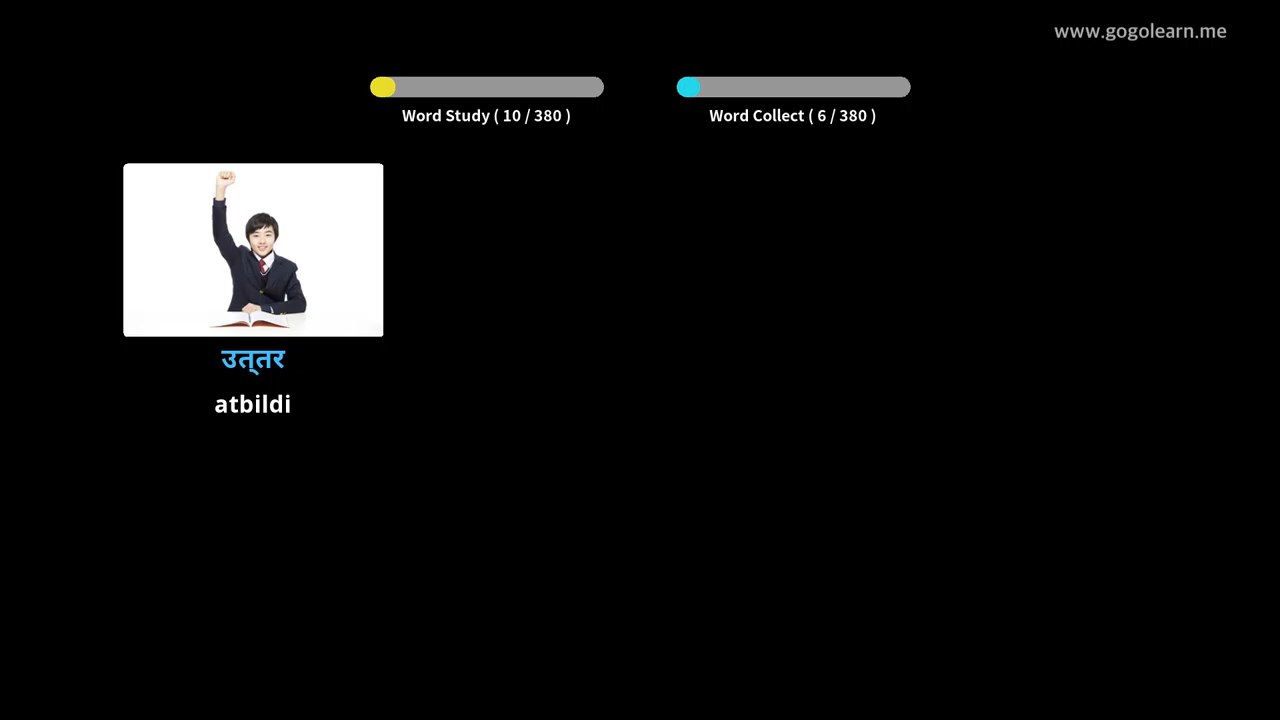 www.gogolearn.me
Word Study ( 10 / 380 )
Word Collect ( 6 / 380 )
उत्तर
atbildi